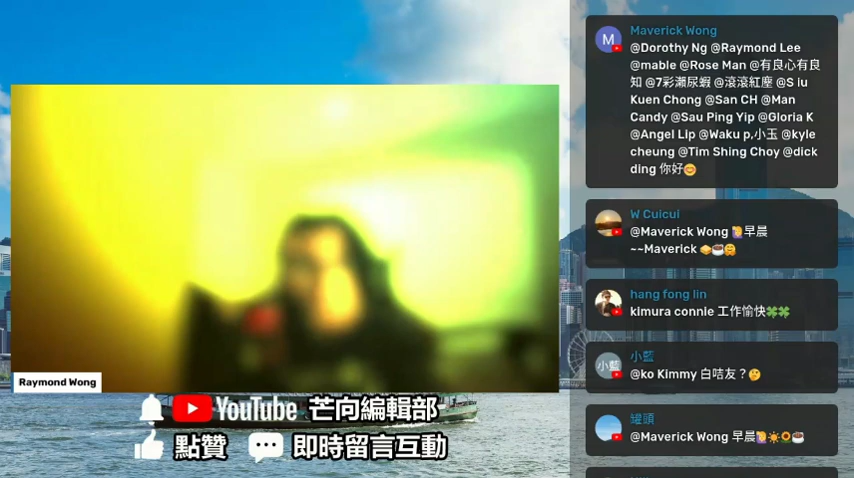 Maverick Wong
@Dorothy Ng @Raymond Lee
@mable @Rose Man @有良心有良
知 @7彩瀨尿蝦 @滾滾紅塵 @S iu
Kuen Chong @San CH @Man
Candy @Sau Ping Yip @Gloria K
@Angel LIp @Waku p,小玉 @kyle
cheung @Tim Shing Choy @dick
ding 你好😊
W Cuicui
@Maverick Wong 🙋早晨
~~Maverick 🥪☕🤗
hang fong lin
kimura connie 工作愉快🍀🍀
小藍
小藍
@ko Kimmy 白咭友？🤔
罐頭
@Maverick Wong 早晨🙋☀🌻☕
M
Raymond Wong
YouTube 芒向編輯部
點贊 即時留言互動